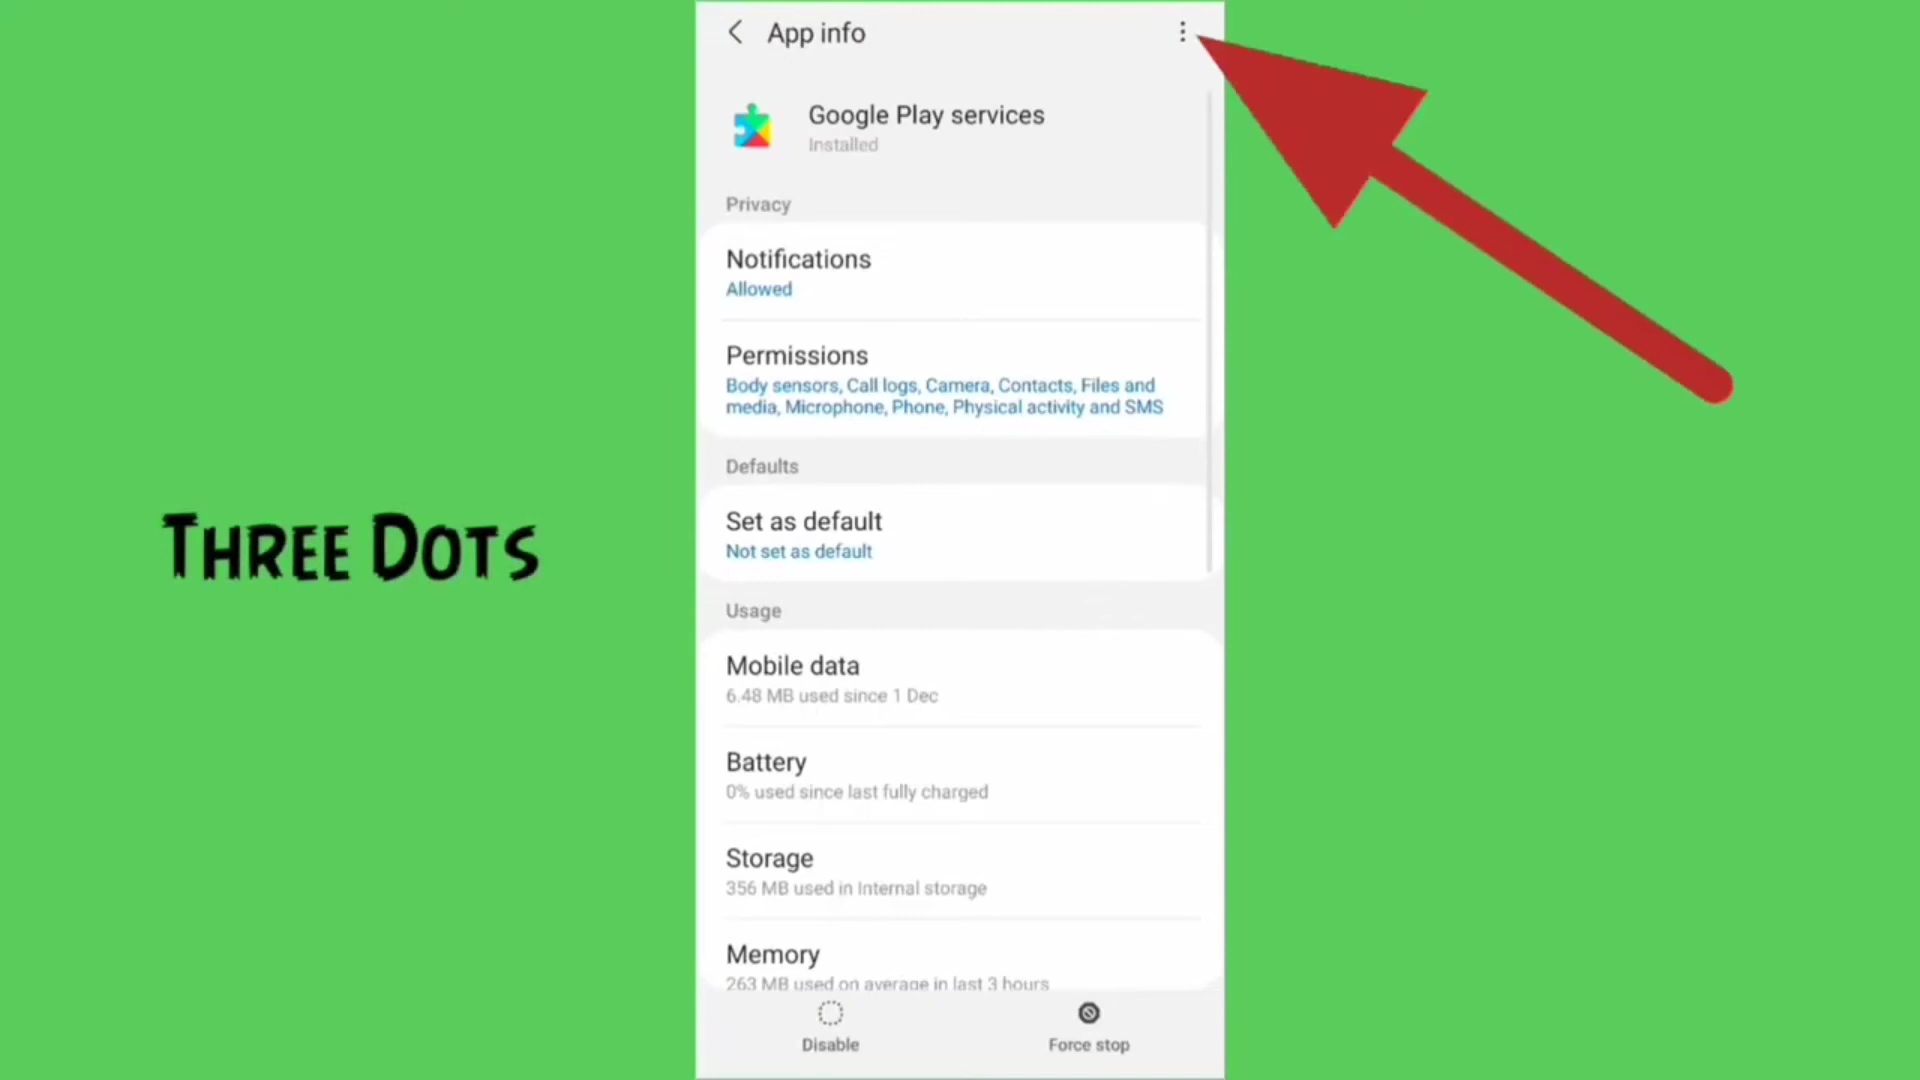 App info
Google Play services
Installed
Privacy
Notifications
Allowed
Permissions
Body sensors, Call logs, Camera, Contacts, Files and
media, Microphone, Phone, Physical activity and SMS
Defaults
Set as default
Not set as default
Usage
Mobile data
6.48 MB used since 1 Dec
Battery
0% used since last fully charged
Storage
356 MB used in Internal storage
Memory
263 MB used on average in last 3 hours
Disable
Force stop
Three Dots